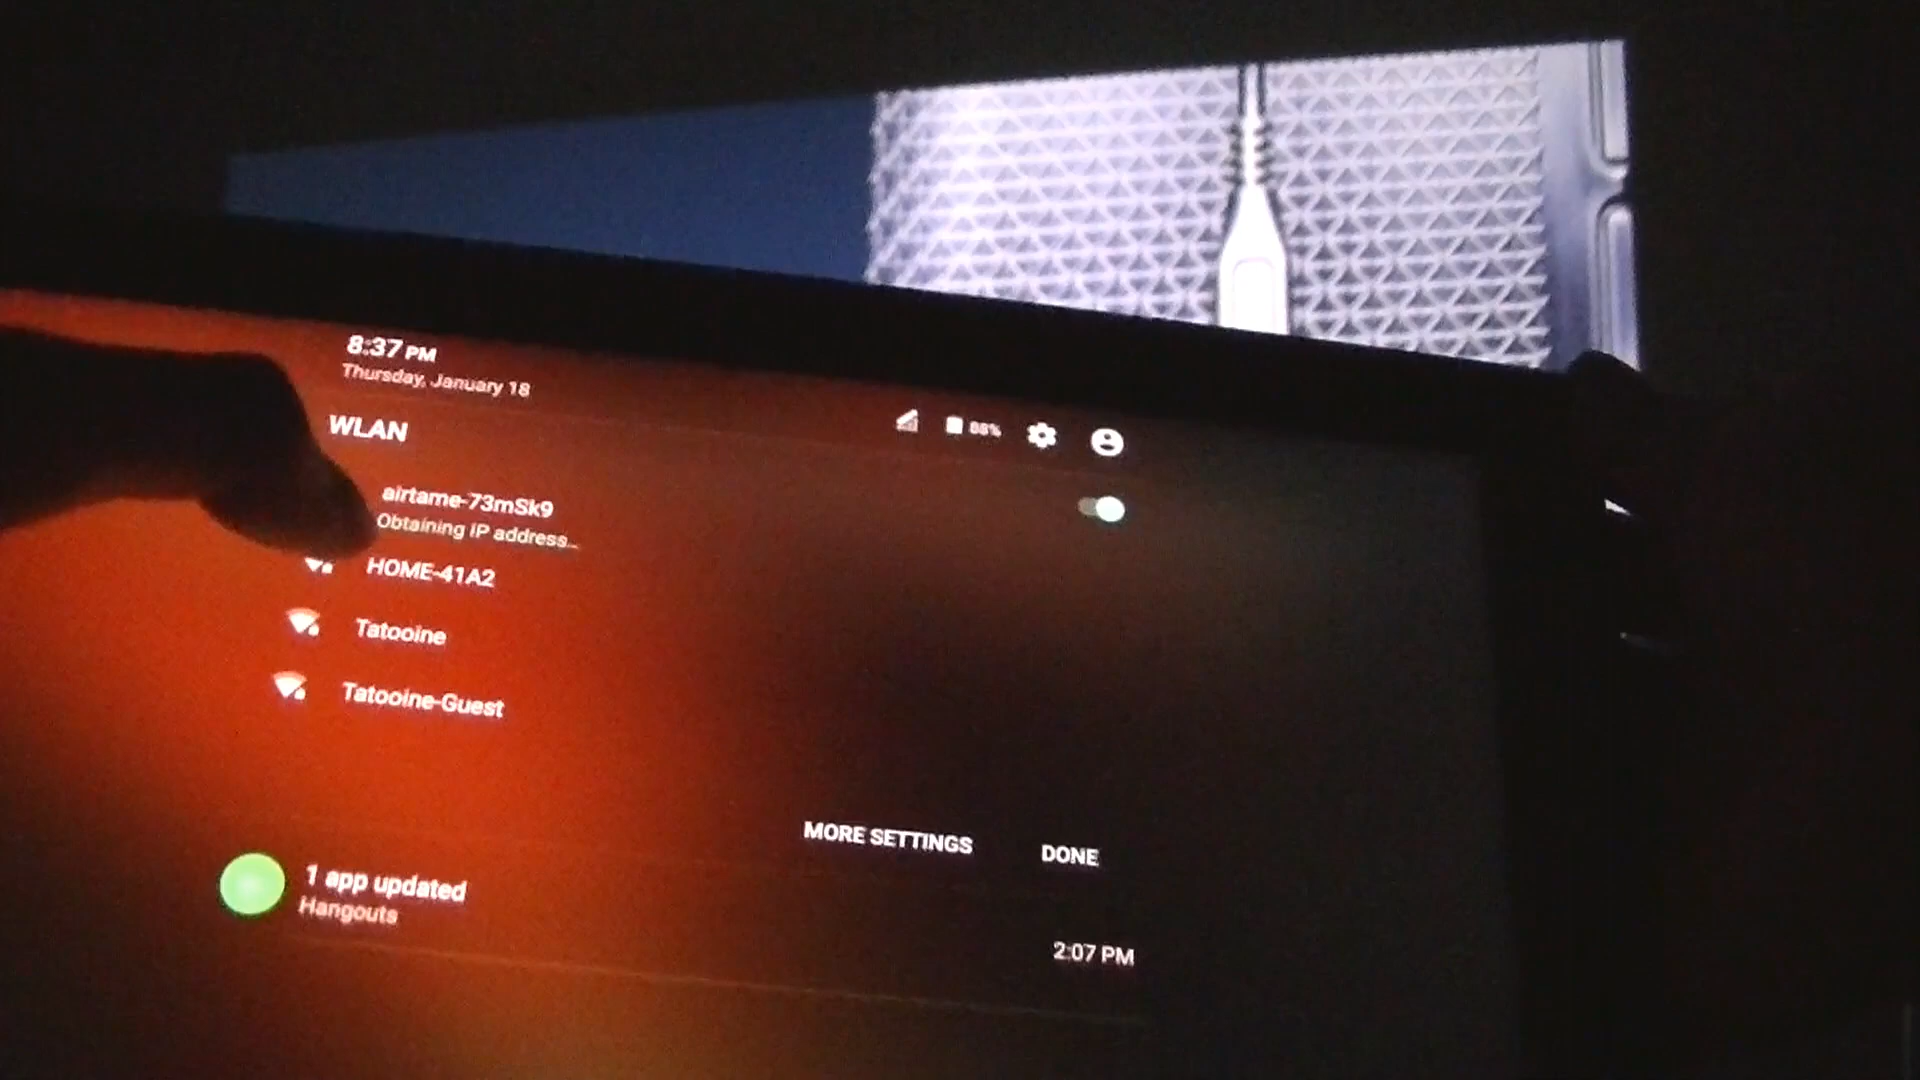 8:37 PM
Thursday, January 18
88%
WLAN
airtame-73mSk9
Obtaining IP address...
HOME-41A2
Tatooine
Tatooine-Guest
MORE SETTINGS
DONE
1 app updated
Hangouts
2:07 PM